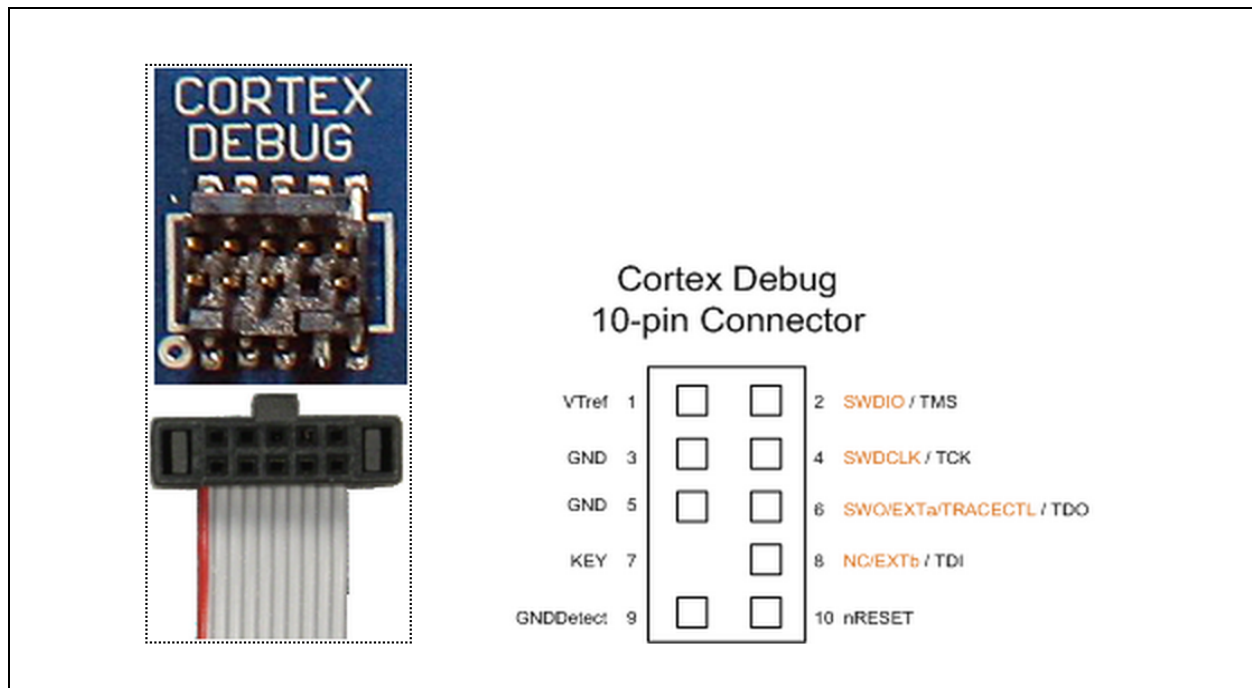 CORTEX
DEBUG
Cortex Debug
10-pin Connector
VTref 1
2 SWDIO / TMS
GND 3
4 SWDCLK / TCK
GND 5
6 SWO/EXTa/TRACECTL / TDO
KEY 7
8 NC/EXTb / TDI
GNDDetect 9
10 nRESET